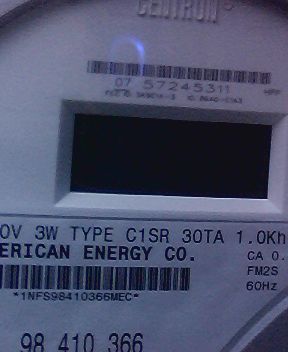 CENTRON
07 57245311
HPP
0V 3W TYPE C1SR 30TA 1.0Kh
ERICAN ENERGY CO. CA 0.
FM2S
*1NFS98410366MEC* 60Hz
98 410 366